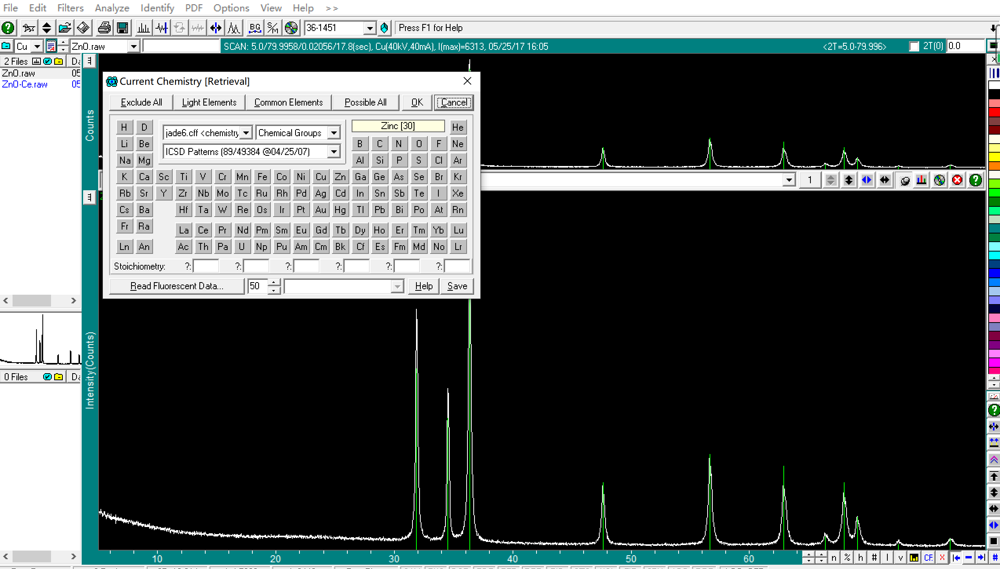 File Edit Filters Analyze Identify PDF Options View Help >>
BG S/M 36-1451 Press F1 for Help
Cu ZnO.raw SCAN: 5.0/79.9958/0.02056/17.8(sec), Cu(40kV,40mA), I(max)=6313, 05/25/17 16:05 <2T=5.0-79.996> 2T(0) 0.0
2 Files
ZnO.raw 05
ZnO-Ce.raw 05
Counts
Current Chemistry [Retrieval]
Exclude All Light Elements Common Elements Possible All OK Cancel
H D Zinc [30] He
jade6.cff <chemistry Chemical Groups
Li Be B C N O F Ne
ICSD Patterns (89/49384 @04/25/07)
Na Mg Al Si P S Cl Ar
K Ca Sc Ti V Cr Mn Fe Co Ni Cu Zn Ga Ge As Se Br Kr
Rb Sr Y Zr Nb Mo Tc Ru Rh Pd Ag Cd In Sn Sb Te I Xe
Cs Ba Hf Ta W Re Os Ir Pt Au Hg Tl Pb Bi Po At Rn
Fr Ra
La Ce Pr Nd Pm Sm Eu Gd Tb Dy Ho Er Tm Yb Lu
Ln An Ac Th Pa U Np Pu Am Cm Bk Cf Es Fm Md No Lr
Stoichiometry: ?: ?: ?: ?: ?: ?:
Read Fluorescent Data... 50 Help Save
1
0 Files
Intensity(Counts)
10 20 30 40 50 60
n % h # l v CF X #